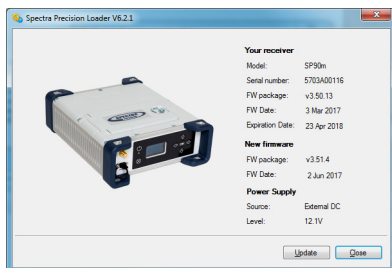 Spectra Precision Loader V6.2.1
Your receiver
Model: SP90m
Serial number: 5703A00116
FW package: v3.50.13
FW Date: 3 Mar 2017
Expiration Date: 23 Apr 2018
New firmware
FW package: v3.51.4
FW Date: 2 Jun 2017
Power Supply
Source: External DC
Level: 12.1V
Update Close